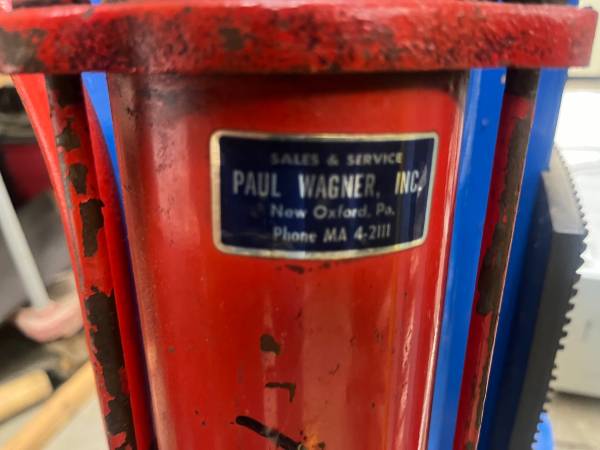 SALES & SERVICE
PAUL WAGNER, INC.
New Oxford, Pa.
Phone MA 4-2111